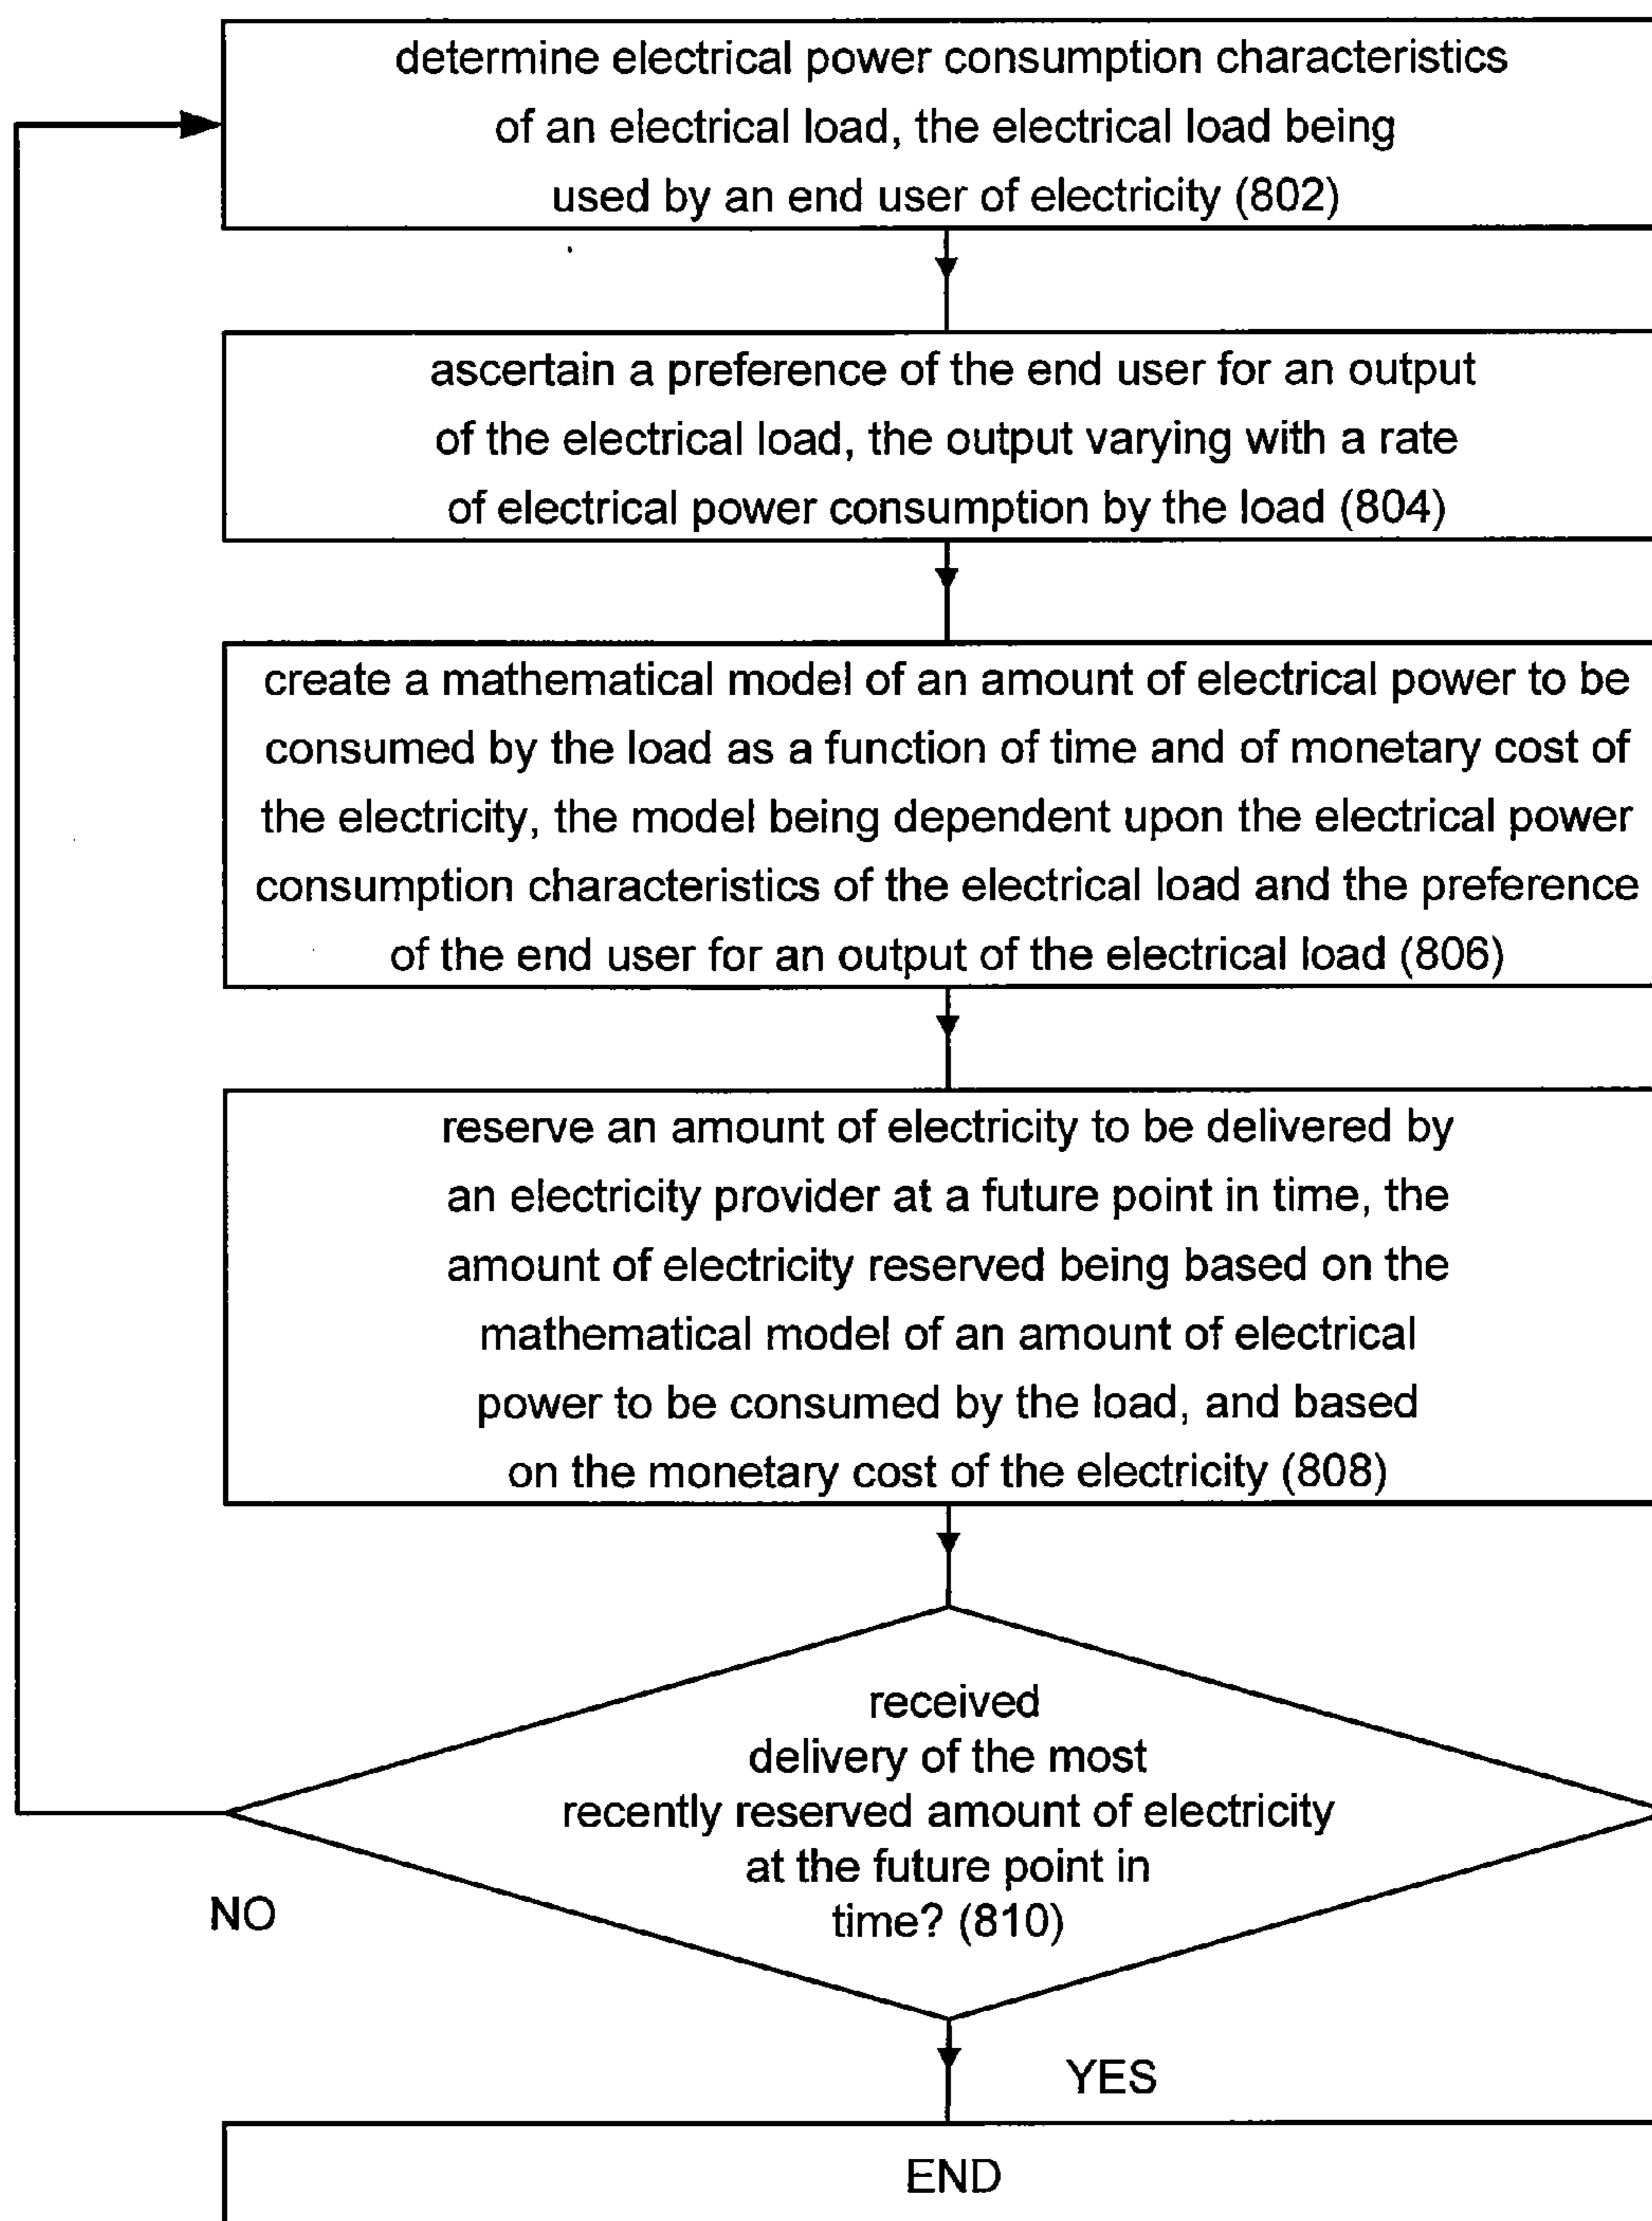 determine electrical power consumption characteristics
of an electrical load, the electrical load being
used by an end user of electricity (802)
ascertain a preference of the end user for an output
of the electrical load, the output varying with a rate
of electrical power consumption by the load (804)
create a mathematical model of an amount of electrical power to be
consumed by the load as a function of time and of monetary cost of
the electricity, the model being dependent upon the electrical power
consumption characteristics of the electrical load and the preference
of the end user for an output of the electrical load (806)
reserve an amount of electricity to be delivered by
an electricity provider at a future point in time, the
amount of electricity reserved being based on the
mathematical model of an amount of electrical
power to be consumed by the load, and based
on the monetary cost of the electricity (808)
received
delivery of the most
recently reserved amount of electricity
at the future point in
time? (810)
NO
YES
END